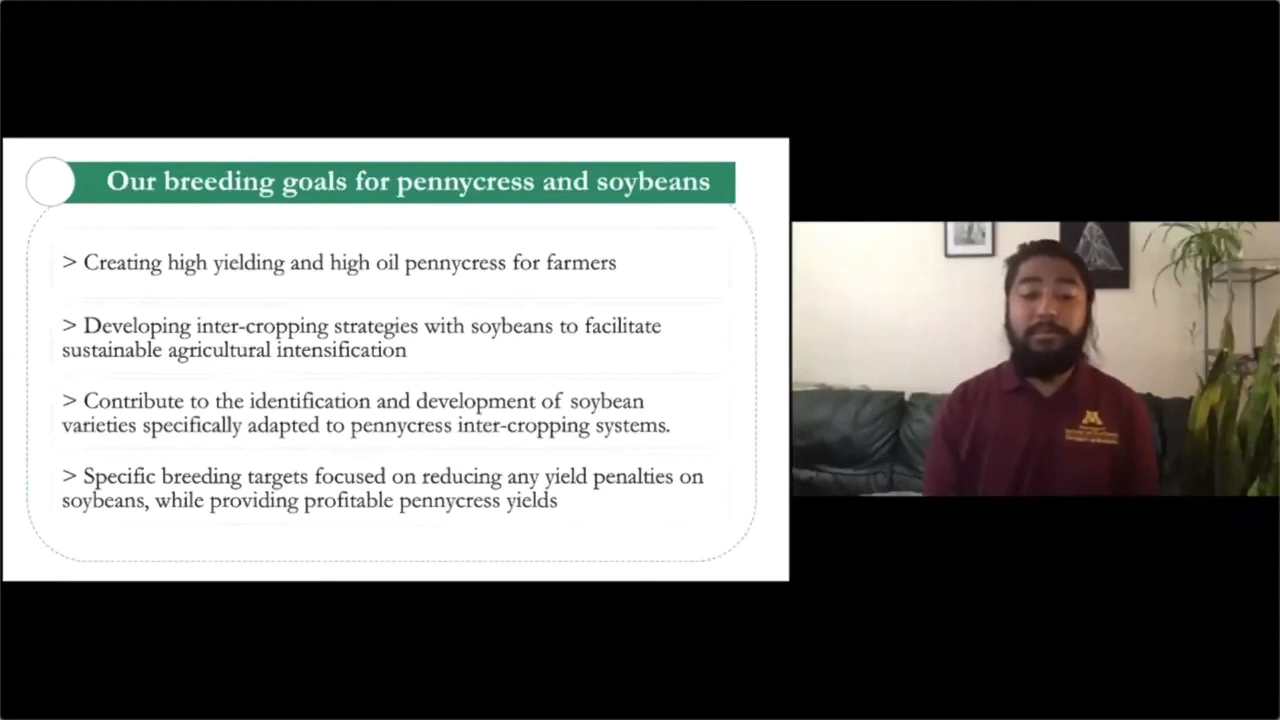 Our breeding goals for pennycress and soybeans
> Creating high yielding and high oil pennycress for farmers
> Developing inter-cropping strategies with soybeans to facilitate
sustainable agricultural intensification
> Contribute to the identification and development of soybean
varieties specifically adapted to pennycress inter-cropping systems.
> Specific breeding targets focused on reducing any yield penalties on
soybeans, while providing profitable pennycress yields
M